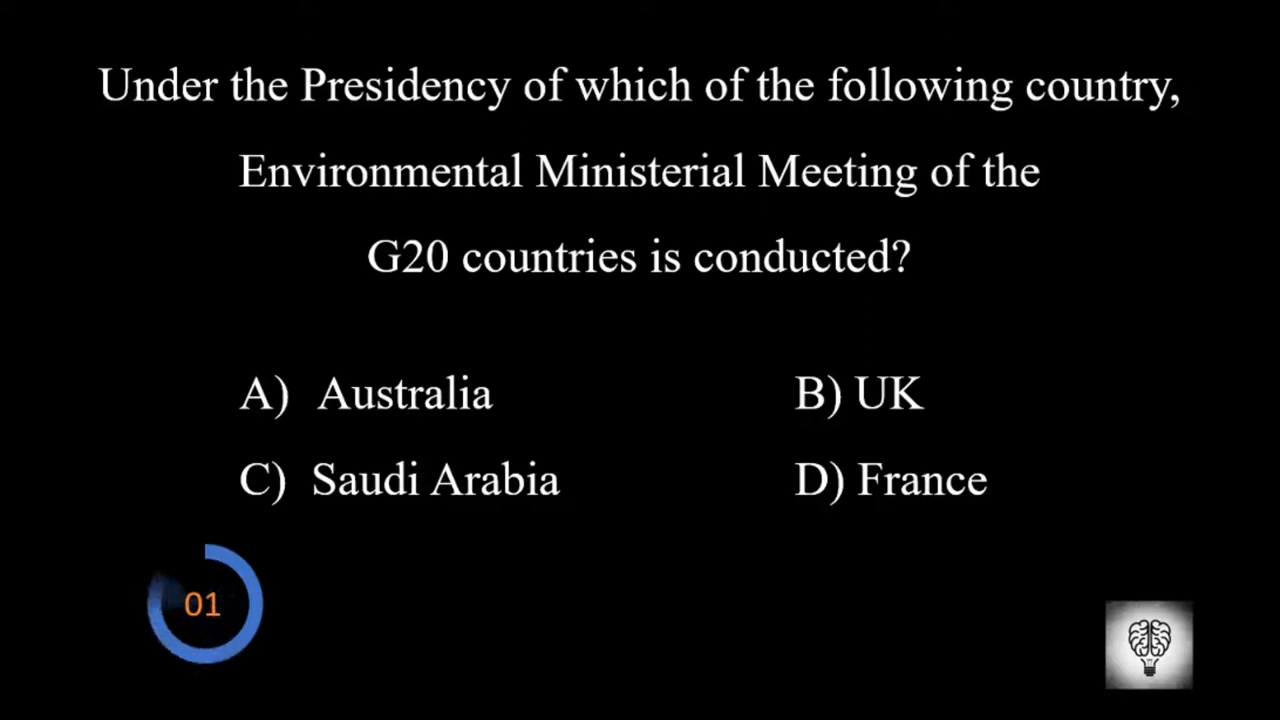 Under the Presidency of which of the following country,
Environmental Ministerial Meeting of the
G20 countries is conducted?
A) Australia B) UK
C) Saudi Arabia D) France
01